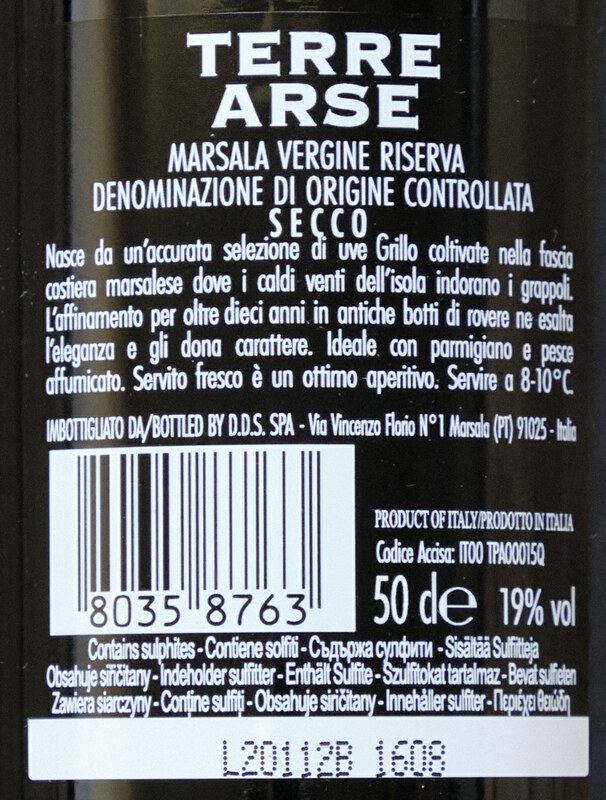 TERRE
ARSE
MARSALA VERGINE RISERVA
DENOMINAZIONE DI ORIGINE CONTROLLATA
SECCO
Nasce da un'accurata selezione di uve Grillo coltivate nella fascia
costiera marsalese dove i caldi venti dell'isola indorano i grappoli.
L'affinamento per oltre dieci anni in antiche botti di rovere ne esalta
l'eleganza e gli dona carattere. Ideale con parmigiano e pesce
affumicato. Servito fresco è un ottimo aperitivo. Servire a 8-10°C.
IMBOTTIGLIATO DA/BOTTLED BY D.D.S. SPA - Via Vincenzo Florio N°1 Marsala (PT) 91025 - Italia
PRODUCT OF ITALY/PRODOTTO IN ITALIA
Codice Accisa: IT00 TPA00015Q
50 cl e 19% vol
8035 8763
Contains sulphites - Contiene solfiti - Съдържа сулфити - Sisältää Sulfitteja
Obsahuje siřičitany - Indeholder sulfitter - Enthält Sulfite - Szulfitokat tartalmaz - Bevat sulfieten
Zawiera siarczyny - Conține sulfiți - Obsahuje siričitany - Innehåller sulfiter - Περιέχει Θειώδη
L20112B 1608